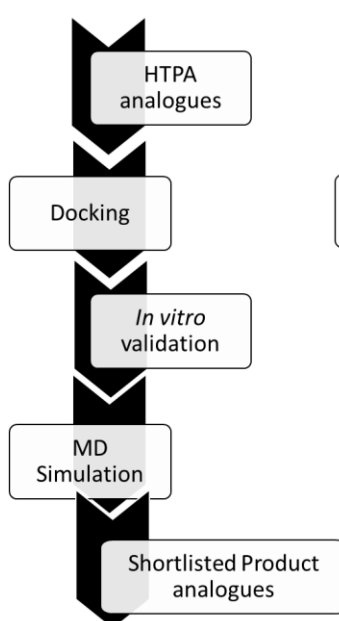 HTPA
analogues
Docking
In vitro
validation
MD
Simulation
Shortlisted Product
analogues